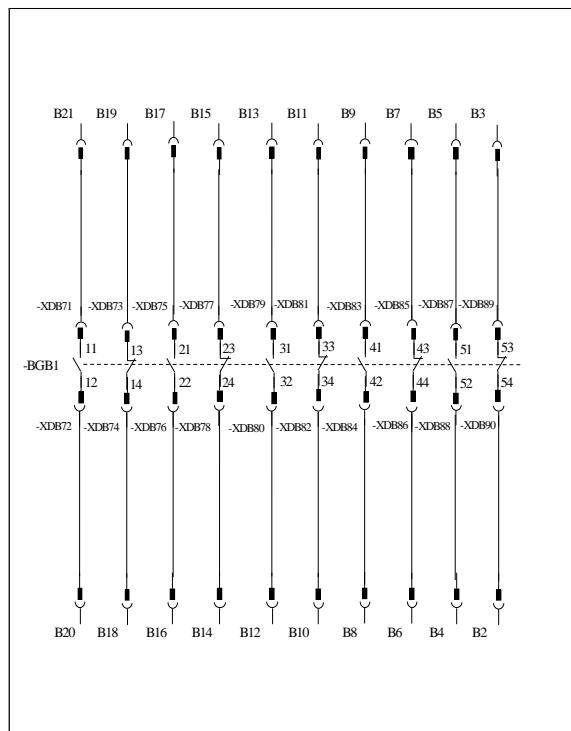 B21 B19 B17 B15 B13 B11 B9 B7 B5 B3
-XDB71 -XDB73 -XDB75 -XDB77 -XDB79 -XDB81 -XDB83 -XDB85 -XDB87 -XDB89
11 13 21 23 31 33 41 43 51 53
-BGB1
12 14 22 24 32 34 42 44 52 54
-XDB72 -XDB74 -XDB76 -XDB78 -XDB80 -XDB82 -XDB84 -XDB86 -XDB88 -XDB90
B20 B18 B16 B14 B12 B10 B8 B6 B4 B2